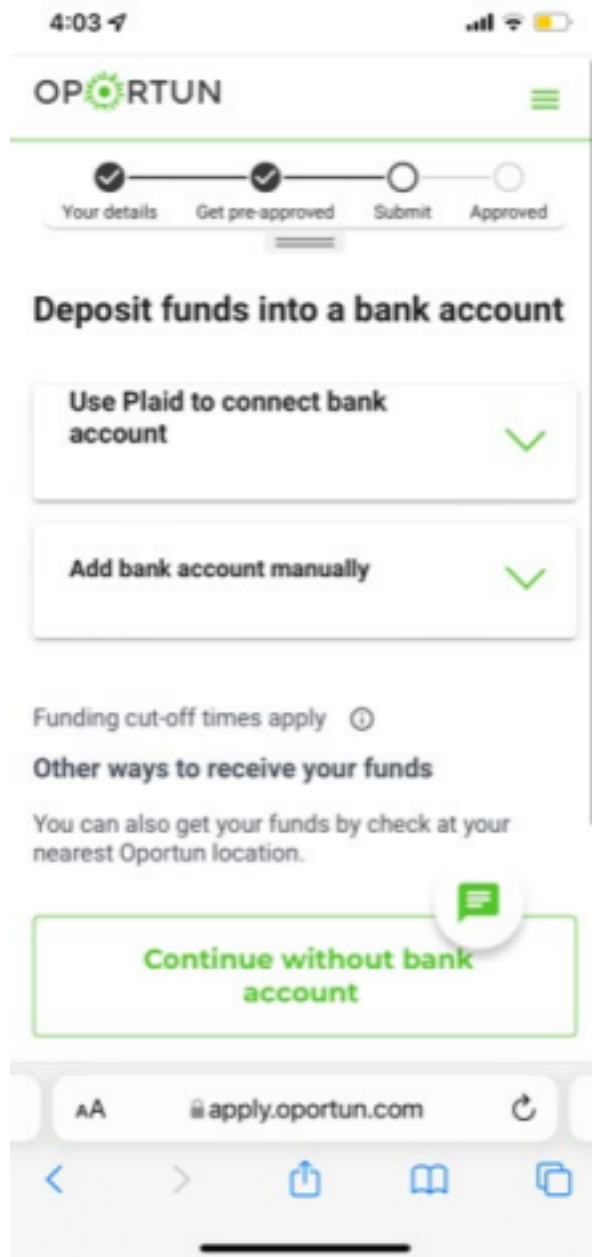 4:03
OPORTUN
Your details Get pre-approved Submit Approved
Deposit funds into a bank account
Use Plaid to connect bank
account
Add bank account manually
Funding cut-off times apply
Other ways to receive your funds
You can also get your funds by check at your
nearest Oportun location.
Continue without bank
account
AA apply.oportun.com